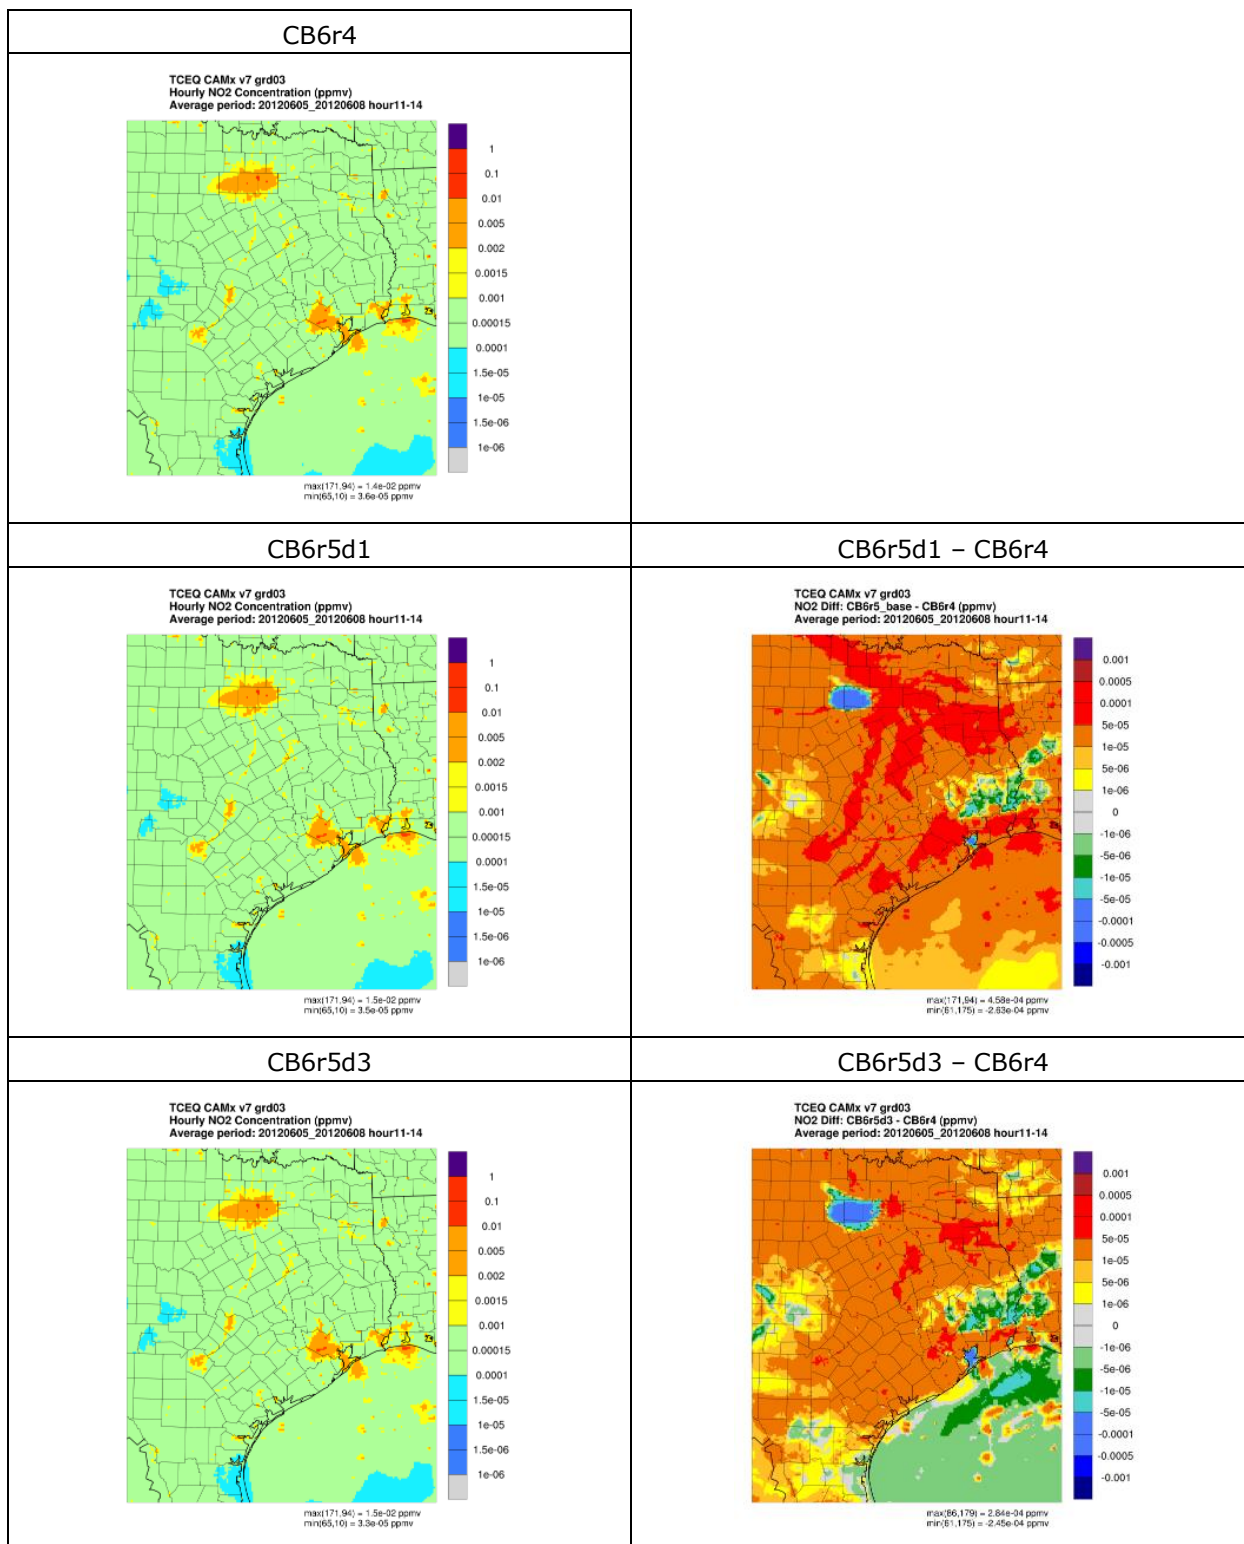 CB6r4
TCEQ CAMx v7 grd03
Hourly NO2 Concentration (ppmv)
Average period: 20120605_20120608 hour11-14
1
0.1
0.01
0.005
0.002
0.0015
0.001
0.00015
0.0001
1.5e-05
1e-05
1.5e-06
1e-06
max(171,94) = 1.4e-02 ppmv
min(65,10) = 3.6e-05 ppmv
CB6r5d1
TCEQ CAMx v7 grd03
Hourly NO2 Concentration (ppmv)
Average period: 20120605_20120608 hour11-14
1
0.1
0.01
0.005
0.002
0.0015
0.001
0.00015
0.0001
1.5e-05
1e-05
1.5e-06
1e-06
max(171,94) = 1.5e-02 ppmv
min(65,10) = 3.5e-05 ppmv
CB6r5d1 – CB6r4
TCEQ CAMx v7 grd03
NO2 Diff: CB6r5_base - CB6r4 (ppmv)
Average period: 20120605_20120608 hour11-14
0.001
0.0005
0.0001
5e-05
1e-05
5e-06
1e-06
0
-1e-06
-5e-06
-1e-05
-5e-05
-0.0001
-0.0005
-0.001
max(171,94) = 4.58e-04 ppmv
min(61,175) = -2.63e-04 ppmv
CB6r5d3
TCEQ CAMx v7 grd03
Hourly NO2 Concentration (ppmv)
Average period: 20120605_20120608 hour11-14
1
0.1
0.01
0.005
0.002
0.0015
0.001
0.00015
0.0001
1.5e-05
1e-05
1.5e-06
1e-06
max(171,94) = 1.5e-02 ppmv
min(65,10) = 3.3e-05 ppmv
CB6r5d3 – CB6r4
TCEQ CAMx v7 grd03
NO2 Diff: CB6r5d3 - CB6r4 (ppmv)
Average period: 20120605_20120608 hour11-14
0.001
0.0005
0.0001
5e-05
1e-05
5e-06
1e-06
0
-1e-06
-5e-06
-1e-05
-5e-05
-0.0001
-0.0005
-0.001
max(86,179) = 2.84e-04 ppmv
min(61,175) = -2.45e-04 ppmv